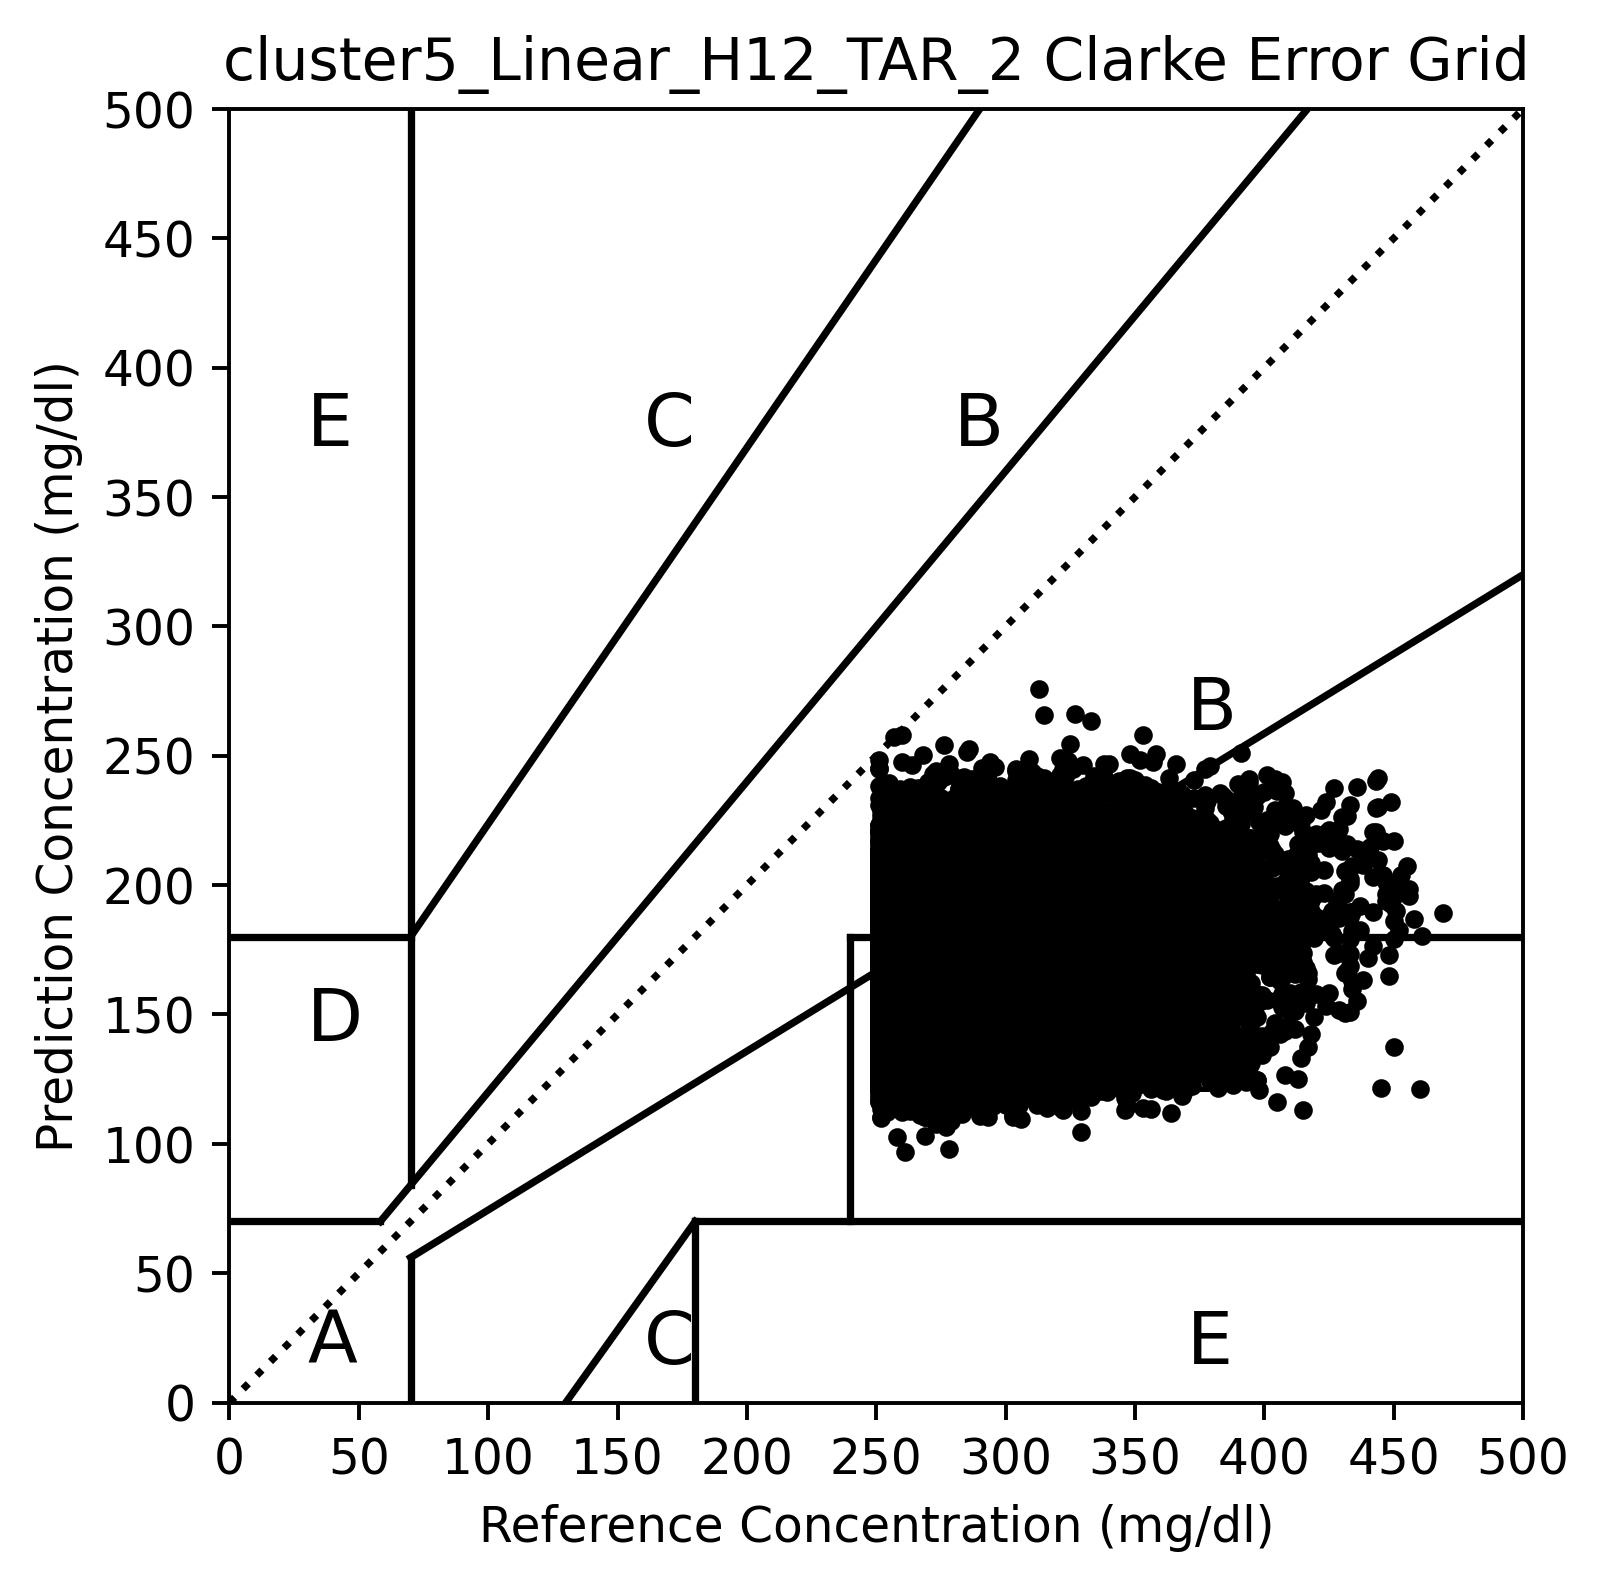 cluster5_Linear_H12_TAR_2 Clarke Error Grid
Prediction Concentration (mg/dl)
500
450
400
350
300
250
200
150
100
50
0
E
C
B
B
D
A
C
E
0 50 100 150 200 250 300 350 400 450 500
Reference Concentration (mg/dl)